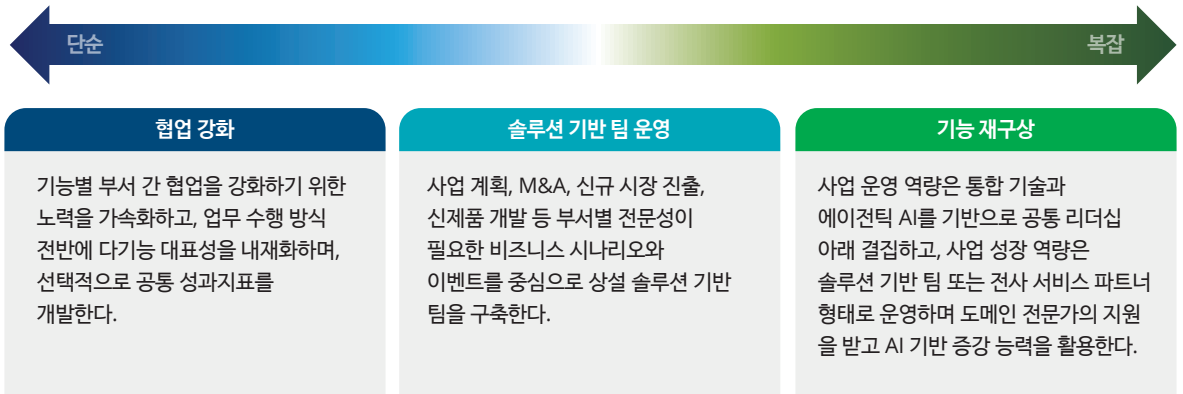 단순
복잡
협업 강화
기능별 부서 간 협업을 강화하기 위한
노력을 가속화하고, 업무 수행 방식
전반에 다기능 대표성을 내재화하며,
선택적으로 공통 성과지표를
개발한다.
솔루션 기반 팀 운영
사업 계획, M&A, 신규 시장 진출,
신제품 개발 등 부서별 전문성이
필요한 비즈니스 시나리오와
이벤트를 중심으로 상설 솔루션 기반
팀을 구축한다.
기능 재구상
사업 운영 역량은 통합 기술과
에이전틱 AI를 기반으로 공통 리더십
아래 결집하고, 사업 성장 역량은
솔루션 기반 팀 또는 전사 서비스 파트너
형태로 운영하며 도메인 전문가의 지원
을 받고 AI 기반 증강 능력을 활용한다.